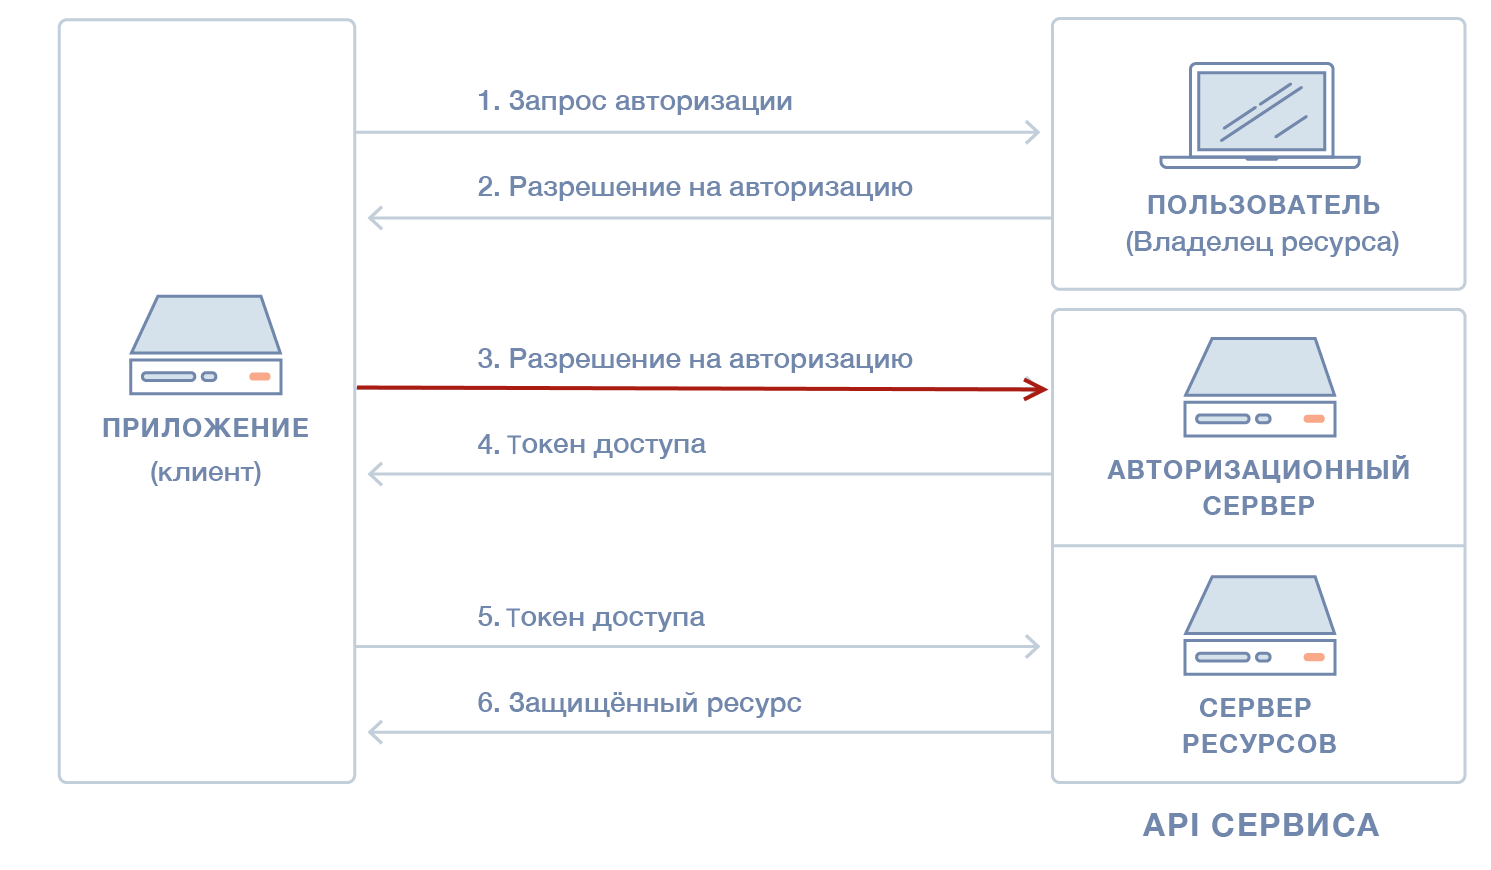 1. Запрос авторизации
2. Разрешение на авторизацию
ПОЛЬЗОВАТЕЛЬ
(Владелец ресурса)
3. Разрешение на авторизацию
ПРИЛОЖЕНИЕ
(клиент)
4. Токен доступа
АВТОРИЗАЦИОННЫЙ
СЕРВЕР
5. Токен доступа
6. Защищённый ресурс
СЕРВЕР
РЕСУРСОВ
API СЕРВИСА